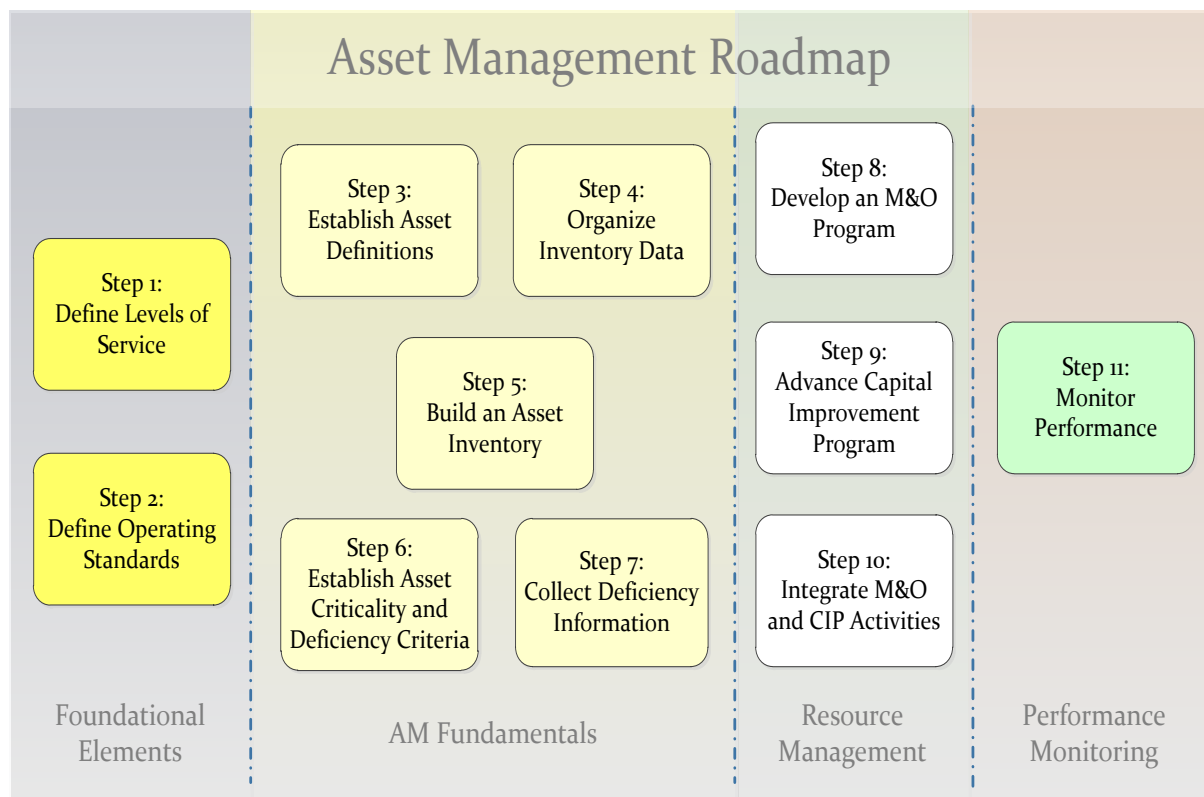 Asset Management Roadmap
Step 1:
Define Levels of
Service
Step 2:
Define Operating
Standards
Foundational
Elements
Step 3:
Establish Asset
Definitions
Step 4:
Organize
Inventory Data
Step 5:
Build an Asset
Inventory
Step 6:
Establish Asset
Criticality and
Deficiency Criteria
Step 7:
Collect Deficiency
Information
AM Fundamentals
Step 8:
Develop an M&O
Program
Step 9:
Advance Capital
Improvement
Program
Step 10:
Integrate M&O
and CIP Activities
Resource
Management
Step 11:
Monitor
Performance
Performance
Monitoring